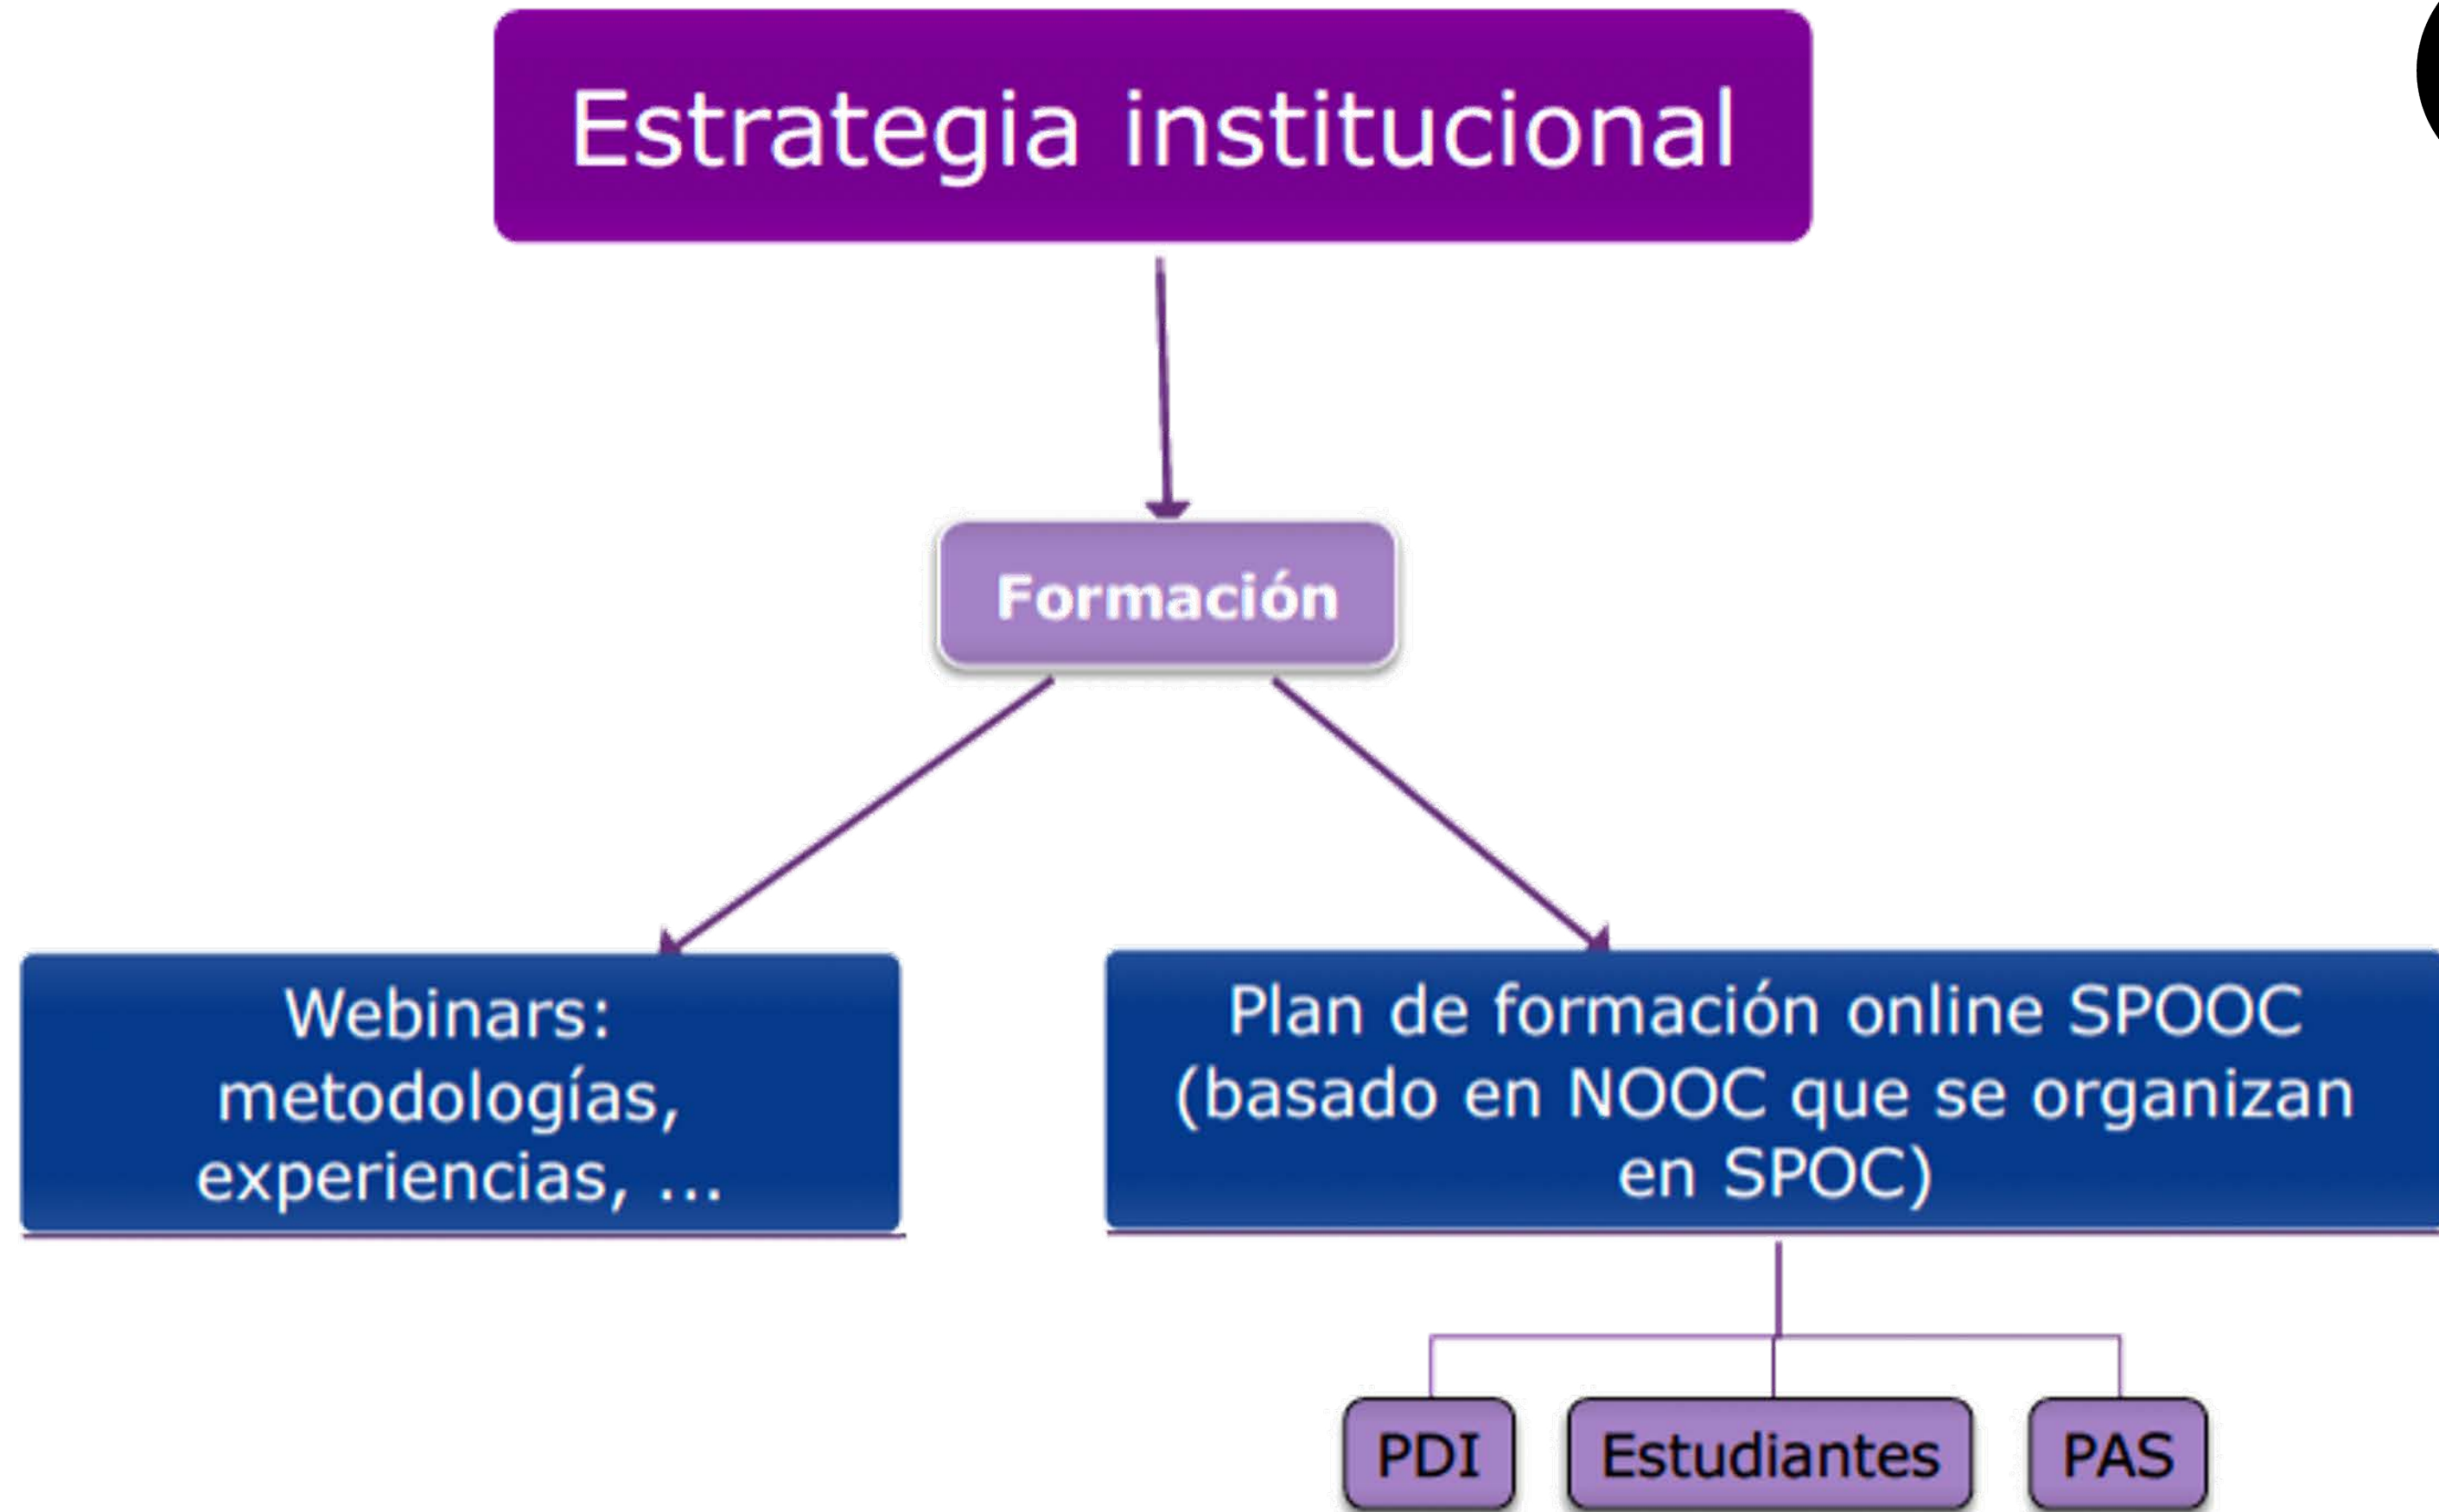 Estrategia institucional
Formación
Webinars:
metodologías,
experiencias, ...
Plan de formación online SPOOC
(basado en NOOC que se organizan
en SPOC)
PDI
Estudiantes
PAS